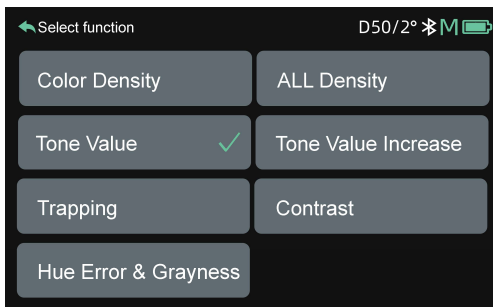 Select function
D50/2° M
Color Density
ALL Density
Tone Value
Tone Value Increase
Trapping
Contrast
Hue Error & Grayness